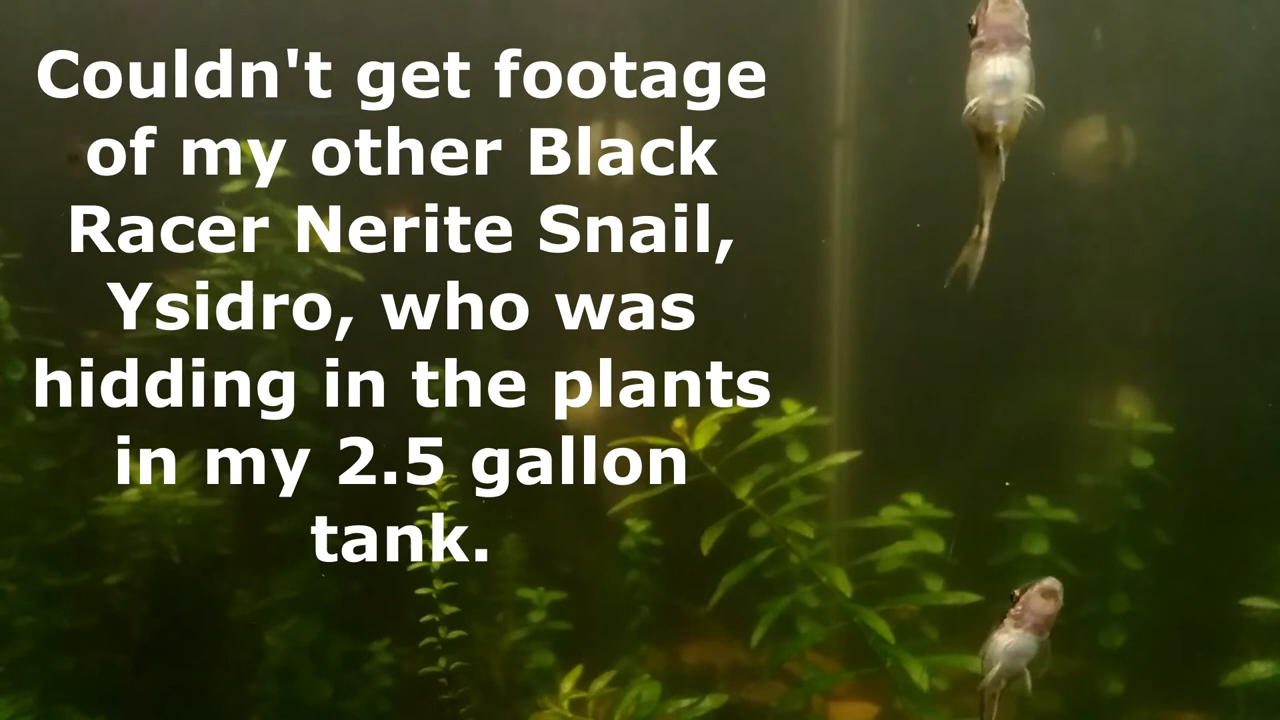 Couldn't get footage
of my other Black
Racer Nerite Snail,
Ysidro, who was
hidding in the plants
in my 2.5 gallon
tank.